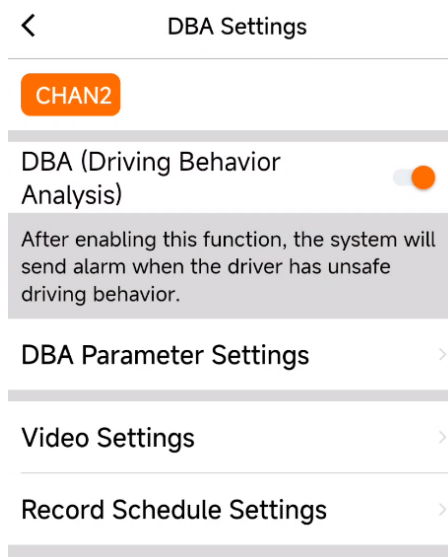 DBA Settings
CHAN2
DBA (Driving Behavior
Analysis)
After enabling this function, the system will
send alarm when the driver has unsafe
driving behavior.
DBA Parameter Settings
Video Settings
Record Schedule Settings